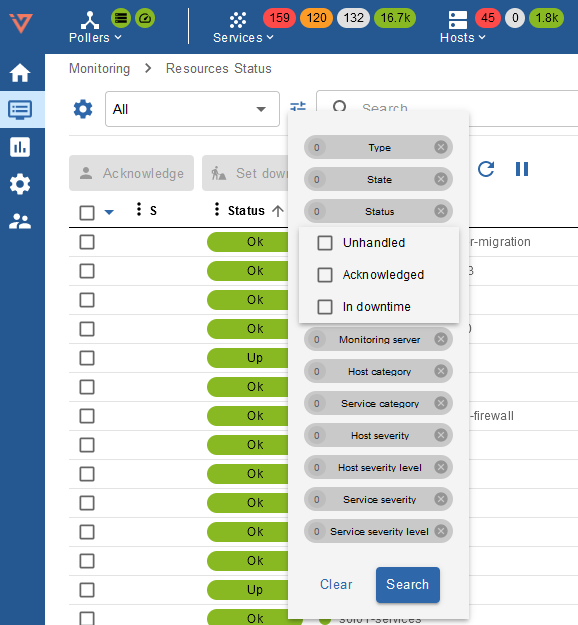 Pollers
Services
159
120
132
16.7k
Hosts
45
0
1.8k
Monitoring > Resources Status
All
Search
Acknowledge
Set down
S
Status
0 Type
0 State
0 Status
Unhandled
Acknowledged
In downtime
0 Monitoring server
0 Host category
0 Service category
0 Host severity
0 Host severity level
0 Service severity
0 Service severity level
Clear
Search
Ok
r-migration
Ok
3
Ok
Ok
0
Up
Ok
Ok
-firewall
Ok
Ok
Ok
Ok
Ok
Up
Ok